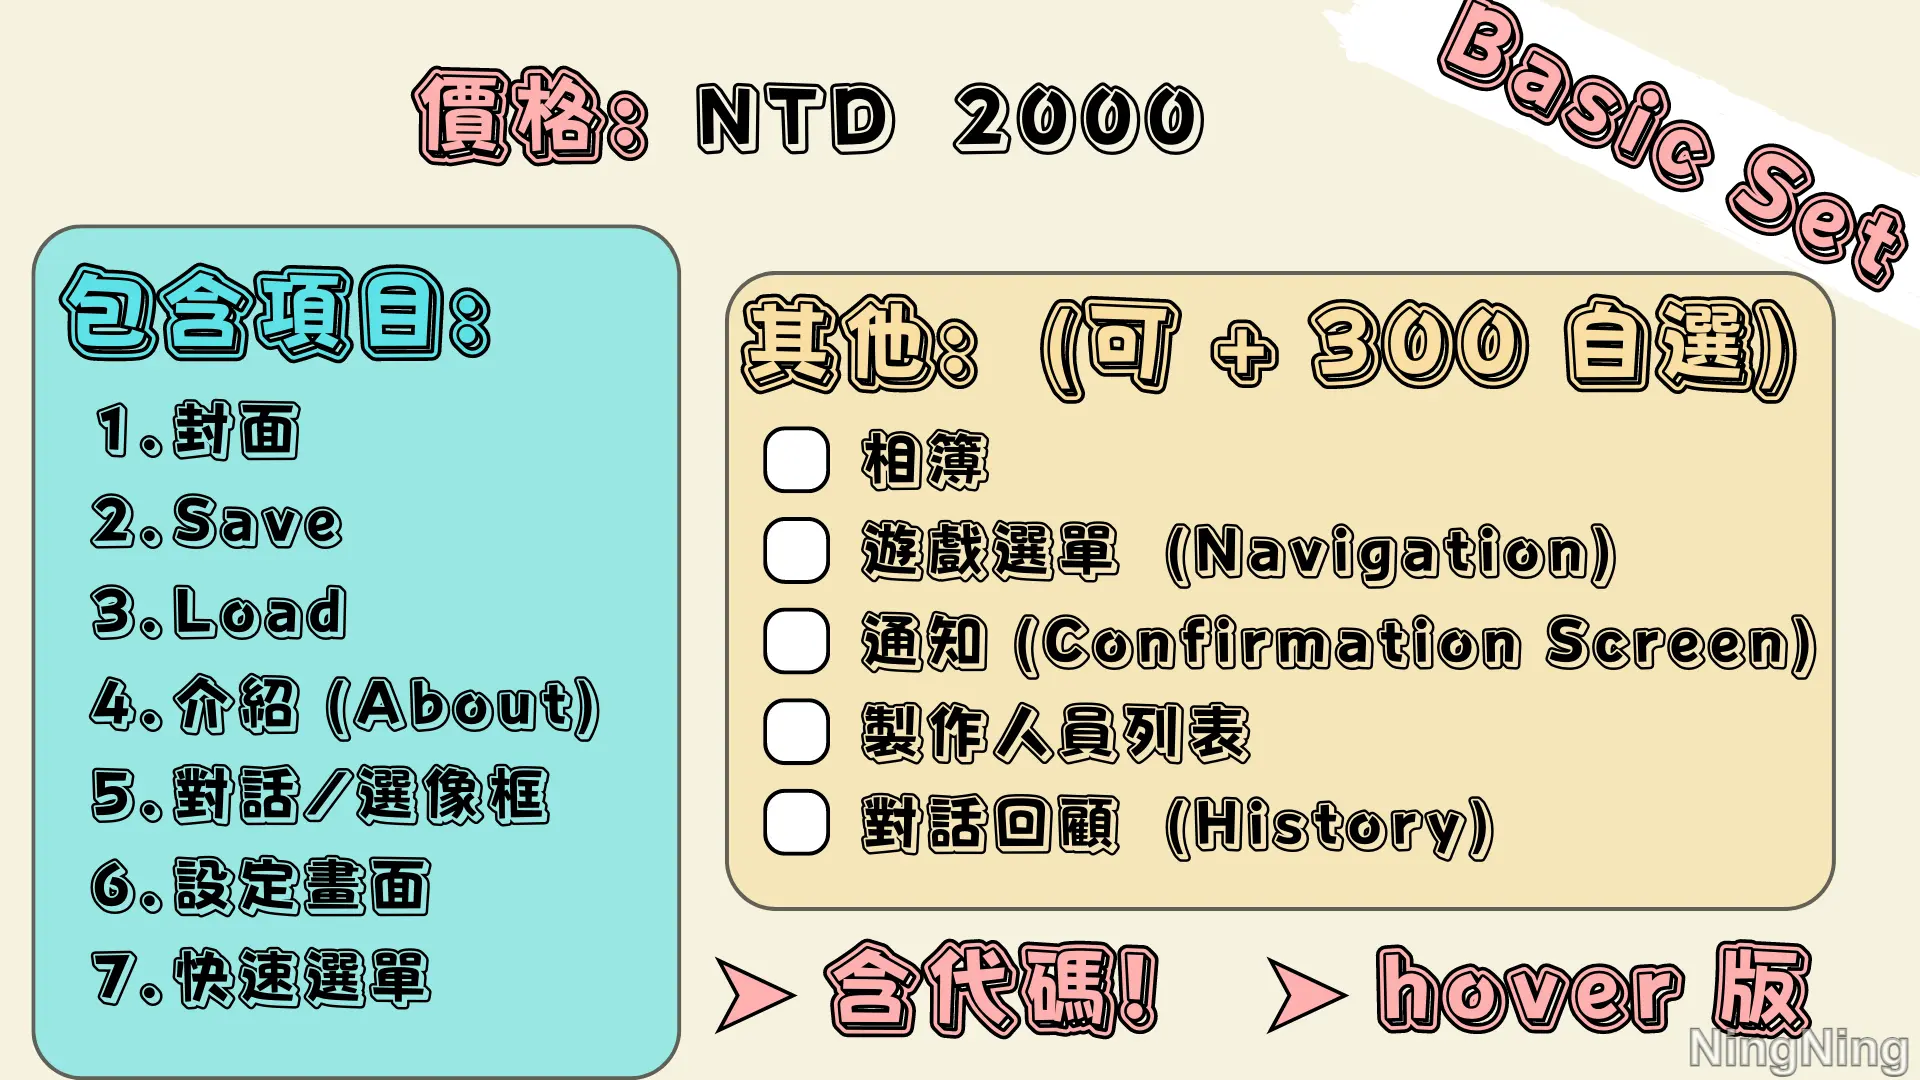 Basic Set
價格: NTD 2000
包含項目:
1.封面
2.Save
3.Load
4.介紹 (About)
5.對話/選像框
6.設定畫面
7.快速選單
其他: (可 + 300 自選)
相簿
遊戲選單 (Navigation)
通知 (Confirmation Screen)
製作人員列表
對話回顧 (History)
含代碼!
hover 版
NingNing